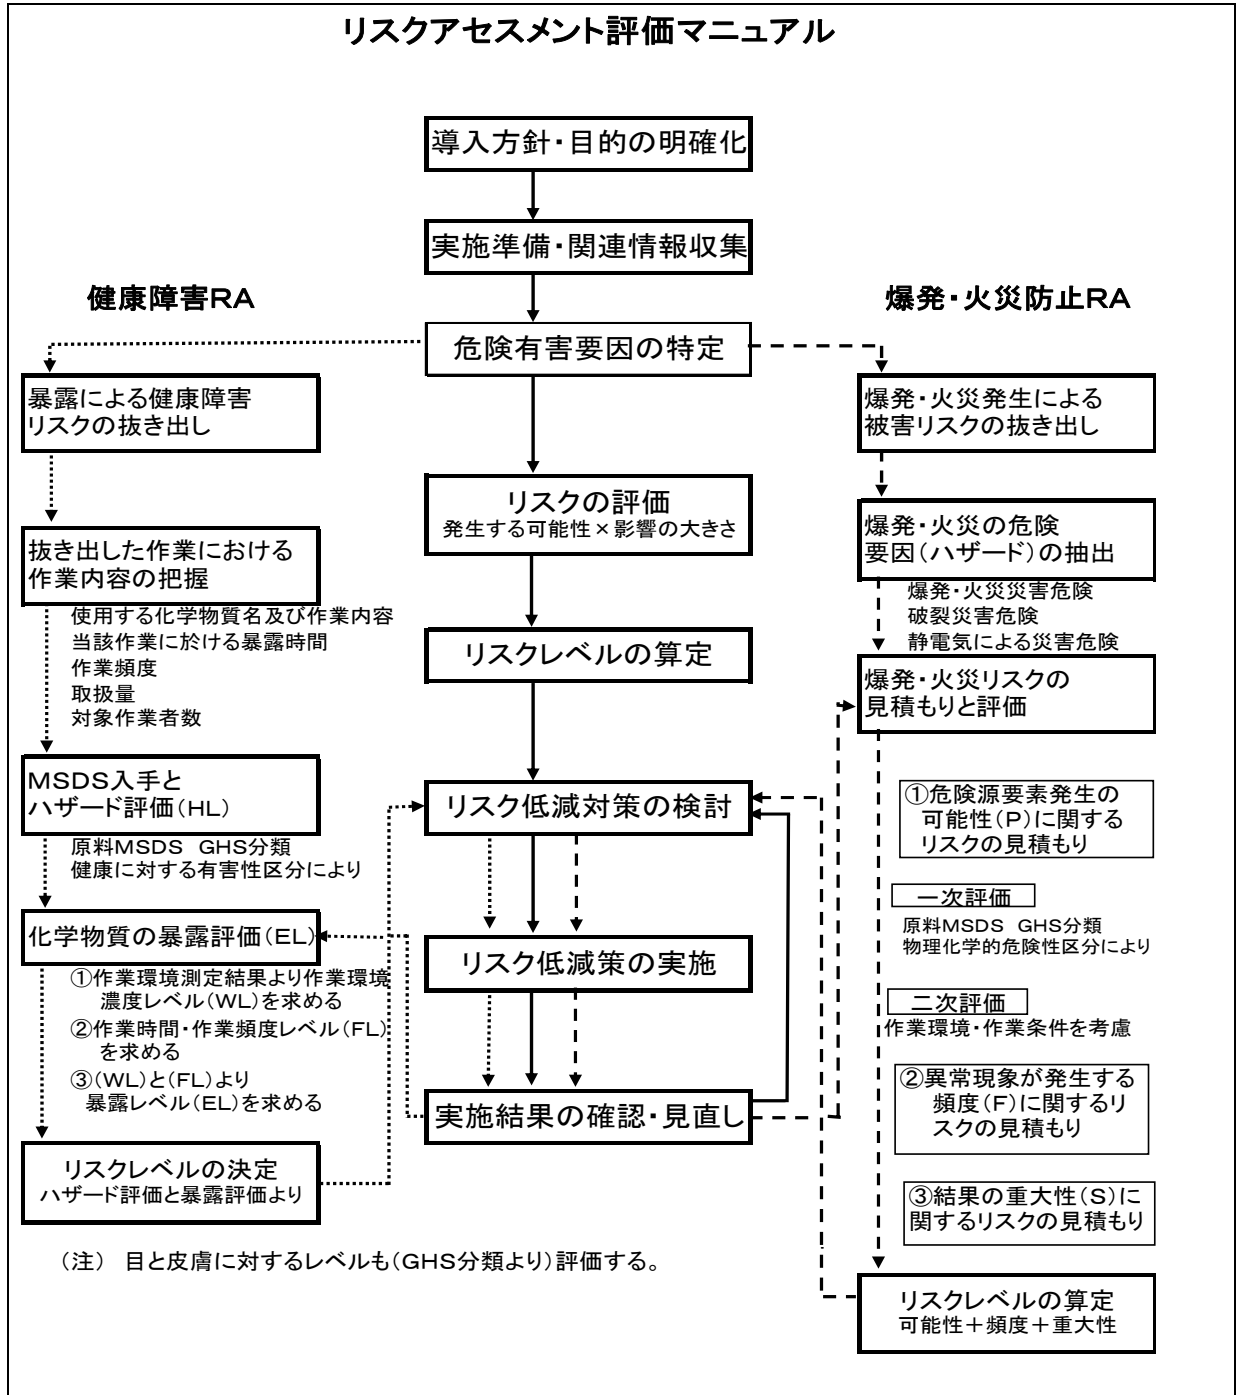 リスクアセスメント評価マニュアル
導入方針・目的の明確化
実施準備・関連情報収集
健康障害RA
爆発・火災防止RA
危険有害要因の特定
暴露による健康障害
リスクの抜き出し
抜き出した作業における
作業内容の把握
使用する化学物質名及び作業内容
当該作業に於ける暴露時間
作業頻度
取扱量
対象作業者数
MSDS入手と
ハザード評価(HL)
原料MSDS GHS分類
健康に対する有害性区分により
化学物質の暴露評価(EL)
①作業環境測定結果より作業環境
濃度レベル(WL)を求める
②作業時間・作業頻度レベル(FL)
を求める
③(WL)と(FL)より
暴露レベル(EL)を求める
リスクレベルの決定
ハザード評価と暴露評価より
リスクの評価
発生する可能性×影響の大きさ
リスクレベルの算定
リスク低減対策の検討
リスク低減策の実施
実施結果の確認・見直し
爆発・火災発生による
被害リスクの抜き出し
爆発・火災の危険
要因(ハザード)の抽出
爆発・火災災害危険
破裂災害危険
静電気による災害危険
爆発・火災リスクの
見積もりと評価
①危険源要素発生の
可能性(P)に関する
リスクの見積もり
一次評価
原料MSDS GHS分類
物理化学的危険性区分により
二次評価
作業環境・作業条件を考慮
②異常現象が発生する
頻度(F)に関するリ
スクの見積もり
③結果の重大性(S)に
関するリスクの見積もり
リスクレベルの算定
可能性+頻度+重大性
(注) 目と皮膚に対するレベルも(GHS分類より)評価する。